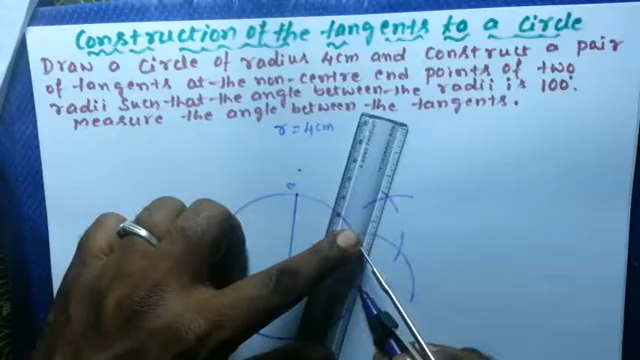 Construction of the tangents to a Circle
Draw a Circle of radius 4cm and Construct a pair
of tangents at the non-centre end points of two
radii such that the angle between the radii is 100°.
Measure the angle between the tangents.
r = 4cm